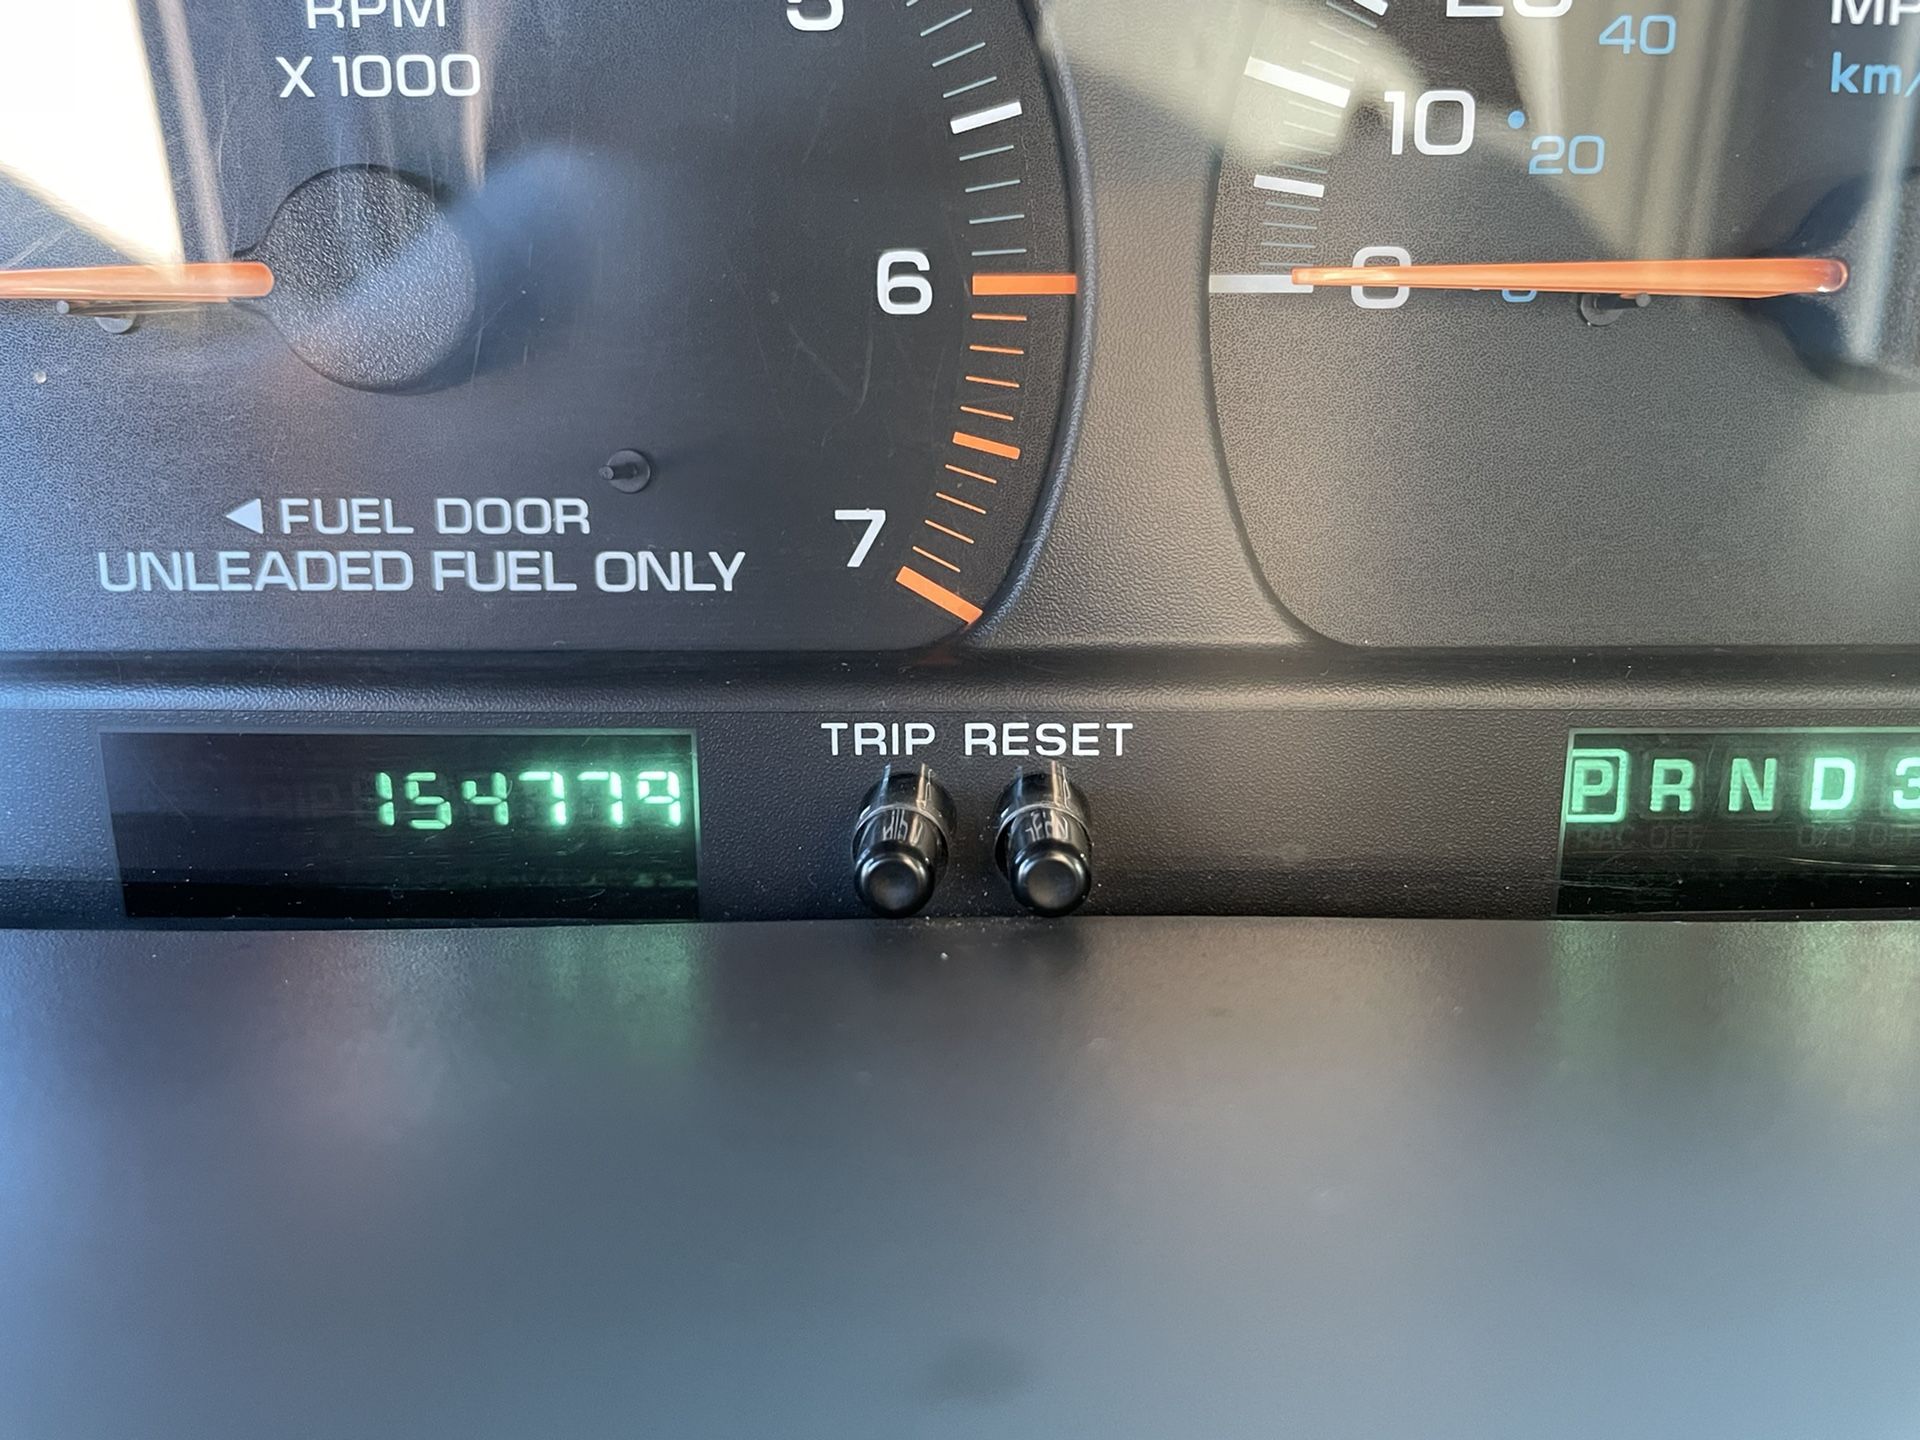 RPM
X 1000
5
6
7
◀ FUEL DOOR
UNLEADED FUEL ONLY
40
10
20
0
km/
154779
TRIP RESET
P R N D 3